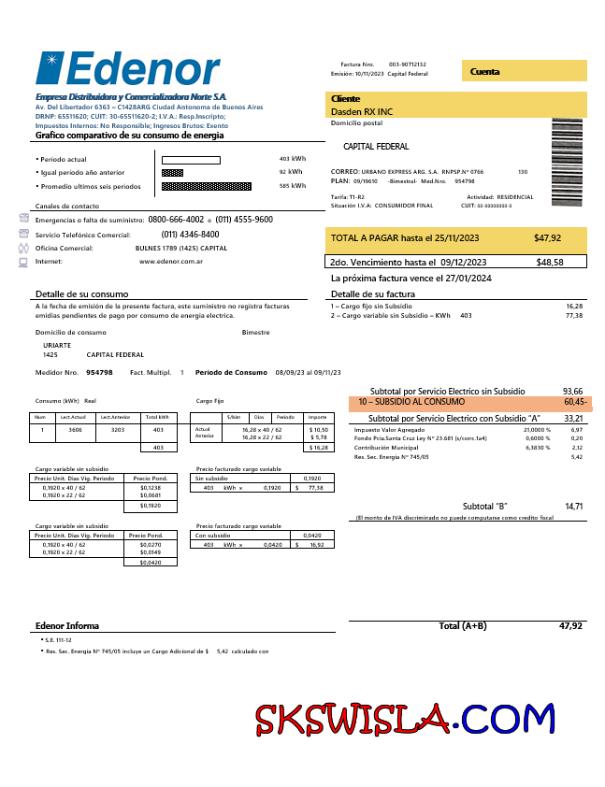 Edenor
Empresa Distribuidora y Comercializadora Norte S.A.
Av. Del Libertador 6363 – C1428ARG Ciudad Antonoma de Buenos Aires
DRNP: 65511620; CUIT: 30-65511620-2; I.V.A.: Resp.Inscripto;
Impuestos Internos: No Responsible; Ingresos Brutos: Exento
Grafico comparativo de su consumo de energia
• Periodo actual 403 kWh
• Igual periodo año anterior 92 kWh
• Promedio ultimos seis periodos 585 kWh
Canales de contacto
Emergencias o falta de suministro: 0800-666-4002 o (011) 4555-9600
Servicio Telefónico Comercial: (011) 4346-8400
Oficina Comercial: BULNES 1789 (1425) CAPITAL
Internet: www.edenor.com.ar
Factura Nro. 003-90712152
Emisión: 10/11/2023 Capital Federal
Cuenta
Cliente
Dasden RX INC
Domicilio postal
CAPITAL FEDERAL
CORREO: URBANO EXPRESS ARG. S.A. RNPSP.N° 0766 130
PLAN: 09/19610 -Bimestral- Med.Nro. 954798
Tarifa: T1-R2 Actividad: RESIDENCIAL
Situación I.V.A: CONSUMIDOR FINAL CUIT: 00-00000000-0
TOTAL A PAGAR hasta el 25/11/2023 $47,92
2do. Vencimiento hasta el 09/12/2023 $48,58
La próxima factura vence el 27/01/2024
Detalle de su consumo
A la fecha de emisión de la presente factura, este suministro no registra facturas
emidias pendientes de pago por consumo de energia electrica.
Domicilio de consumo Bimestre
URIARTE
1425 CAPITAL FEDERAL
Medidor Nro. 954798 Fact. Multipl. 1 Periodo de Consumo 08/09/23 al 09/11/23
Detalle de su factura
1 – Cargo fijo sin Subsidio 16,28
2 – Cargo variable sin Subsidio – KWh 403 77,38
Subtotal por Servicio Electrico sin Subsidio 93,66
10 – SUBSIDIO AL CONSUMO 60,45-
Subtotal por Servicio Electrico con Subsidio "A" 33,21
Impuesto Valor Agregado 21,0000 % 6,97
Fondo Pcia.Santa Cruz Ley N° 23.681 (s/cons.1a4) 0,6000 % 0,20
Contribución Municipal 6,3830 % 2,12
Res. Sec. Energia N° 745/05 5,42
Subtotal "B" 14,71
(El monto de IVA discriminado no puede computarse como credito fiscal
Total (A+B) 47,92
Consumo (kWh) Real
Num Lect.Actual Lect.Anterior Total kWh
1 3606 3203 403
403
Cargo Fijo
S/kWr Dias Periodo Importe
Actual 16,28 x 40 / 62 $ 10,50
Anterior 16,28 x 22 / 62 $ 5,78
$ 16,28
Cargo variable sin subsidio
Precio Unit. Dias Vig. Periodo Precio Pond.
0,1920 x 40 / 62 $0,1238
0,1920 x 22 / 62 $0,0681
$0,1920
Precio facturado cargo variable
Sin subsidio 0,1920
403 kWh x 0,1920 $ 77,38
Cargo variable sin subsidio
Precio Unit. Dias Vig. Periodo Precio Pond.
0,1920 x 40 / 62 $0,0270
0,1920 x 22 / 62 $0,0149
$0,0420
Precio facturado cargo variable
Con subsidio 0,0420
403 kWh x 0,0420 $ 16,92
Edenor Informa
• S.E. 111-12
• Res. Sec. Energia N° 745/05 incluye un Cargo Adicional de $ 5,42 calculado con
SKSWISLA.COM